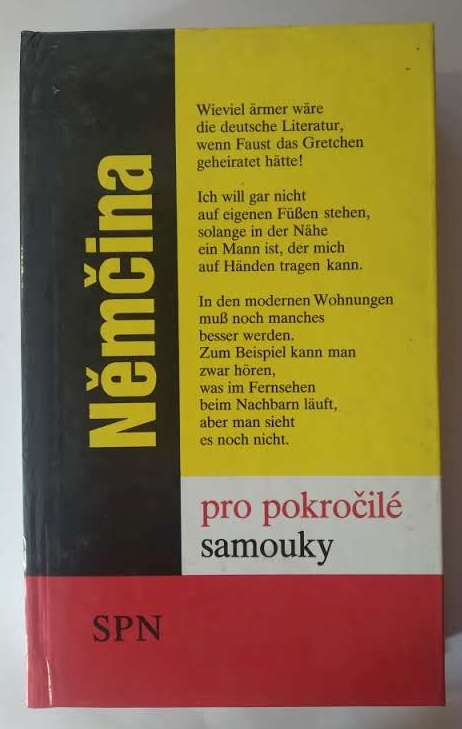 Němčina
Wieviel ärmer wäre
die deutsche Literatur,
wenn Faust das Gretchen
geheiratet hätte!
Ich will gar nicht
auf eigenen Füßen stehen,
solange in der Nähe
ein Mann ist, der mich
auf Händen tragen kann.
In den modernen Wohnungen
muß noch manches
besser werden.
Zum Beispiel kann man
zwar hören,
was im Fernsehen
beim Nachbarn läuft,
aber man sieht
es noch nicht.
pro pokročilé
samouky
SPN